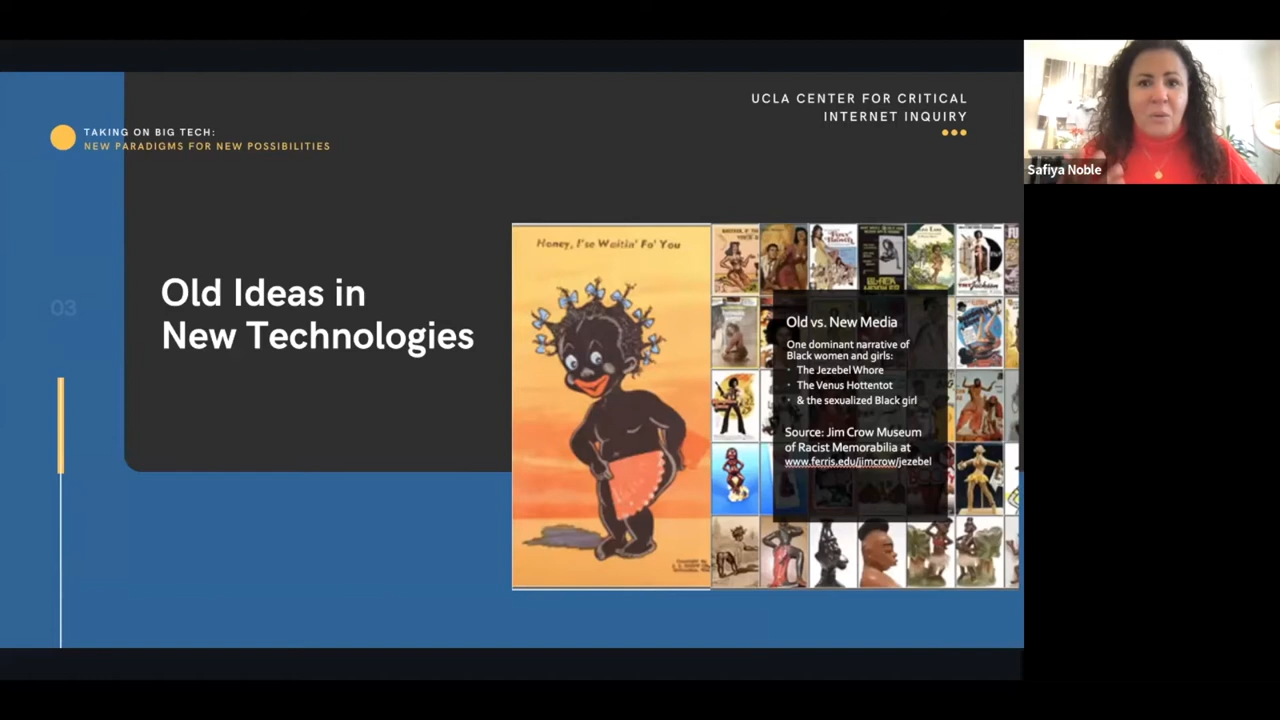 TAKING ON BIG TECH:
NEW PARADIGMS FOR NEW POSSIBILITIES
UCLA CENTER FOR CRITICAL
INTERNET INQUIRY
Safiya Noble
03
Old Ideas in
New Technologies
Honey, I'se Waitin' Fo' You
Old vs. New Media
One dominant narrative of
Black women and girls:
The Jezebel Whore
The Venus Hottentot
& the sexualized Black girl
Source: Jim Crow Museum
of Racist Memorabilia at
www.ferris.edu/jimcrow/jezebel